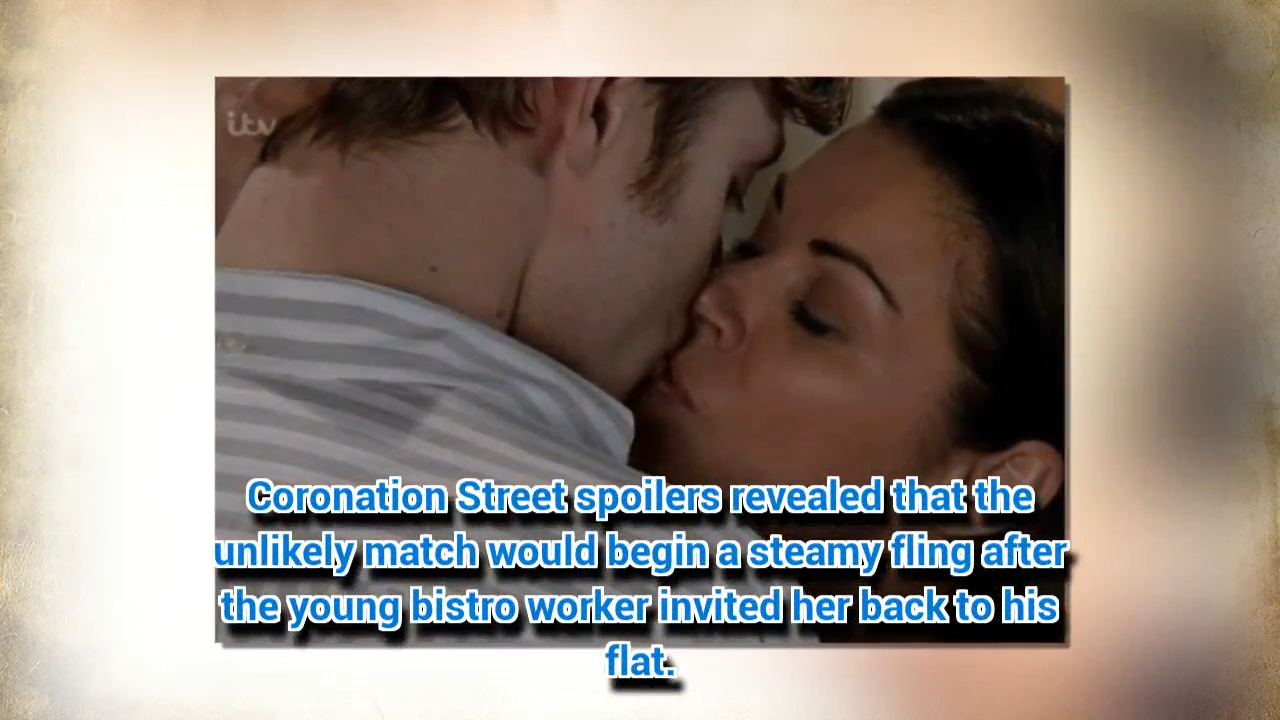 itv
Coronation Street spoilers revealed that the
unlikely match would begin a steamy fling after
the young bistro worker invited her back to his
flat.